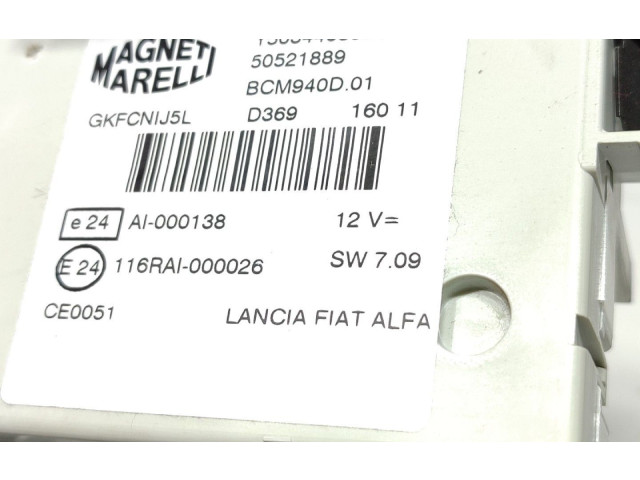 MAGNETI
MARELLI
50521889
BCM940D.01
GKFCNIJ5L D369 160 11
e 24 AI-000138 12 V=
E 24 116RAI-000026 SW 7.09
CE0051 LANCIA FIAT ALFA